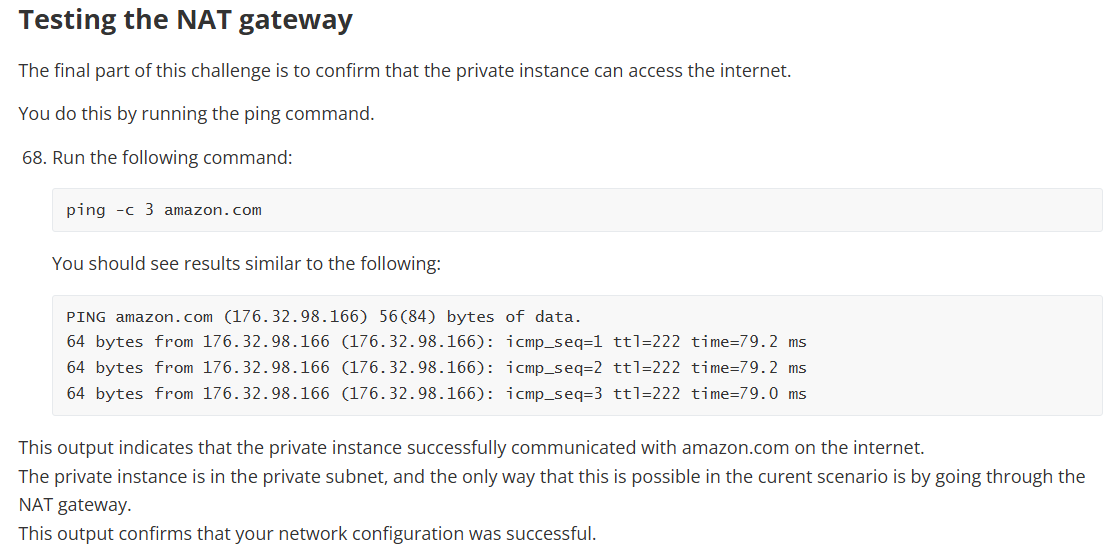 Testing the NAT gateway
The final part of this challenge is to confirm that the private instance can access the internet.
You do this by running the ping command.
68. Run the following command:
ping -c 3 amazon.com
You should see results similar to the following:
PING amazon.com (176.32.98.166) 56(84) bytes of data.
64 bytes from 176.32.98.166 (176.32.98.166): icmp_seq=1 ttl=222 time=79.2 ms
64 bytes from 176.32.98.166 (176.32.98.166): icmp_seq=2 ttl=222 time=79.2 ms
64 bytes from 176.32.98.166 (176.32.98.166): icmp_seq=3 ttl=222 time=79.0 ms
This output indicates that the private instance successfully communicated with amazon.com on the internet.
The private instance is in the private subnet, and the only way that this is possible in the curent scenario is by going through the
NAT gateway.
This output confirms that your network configuration was successful.